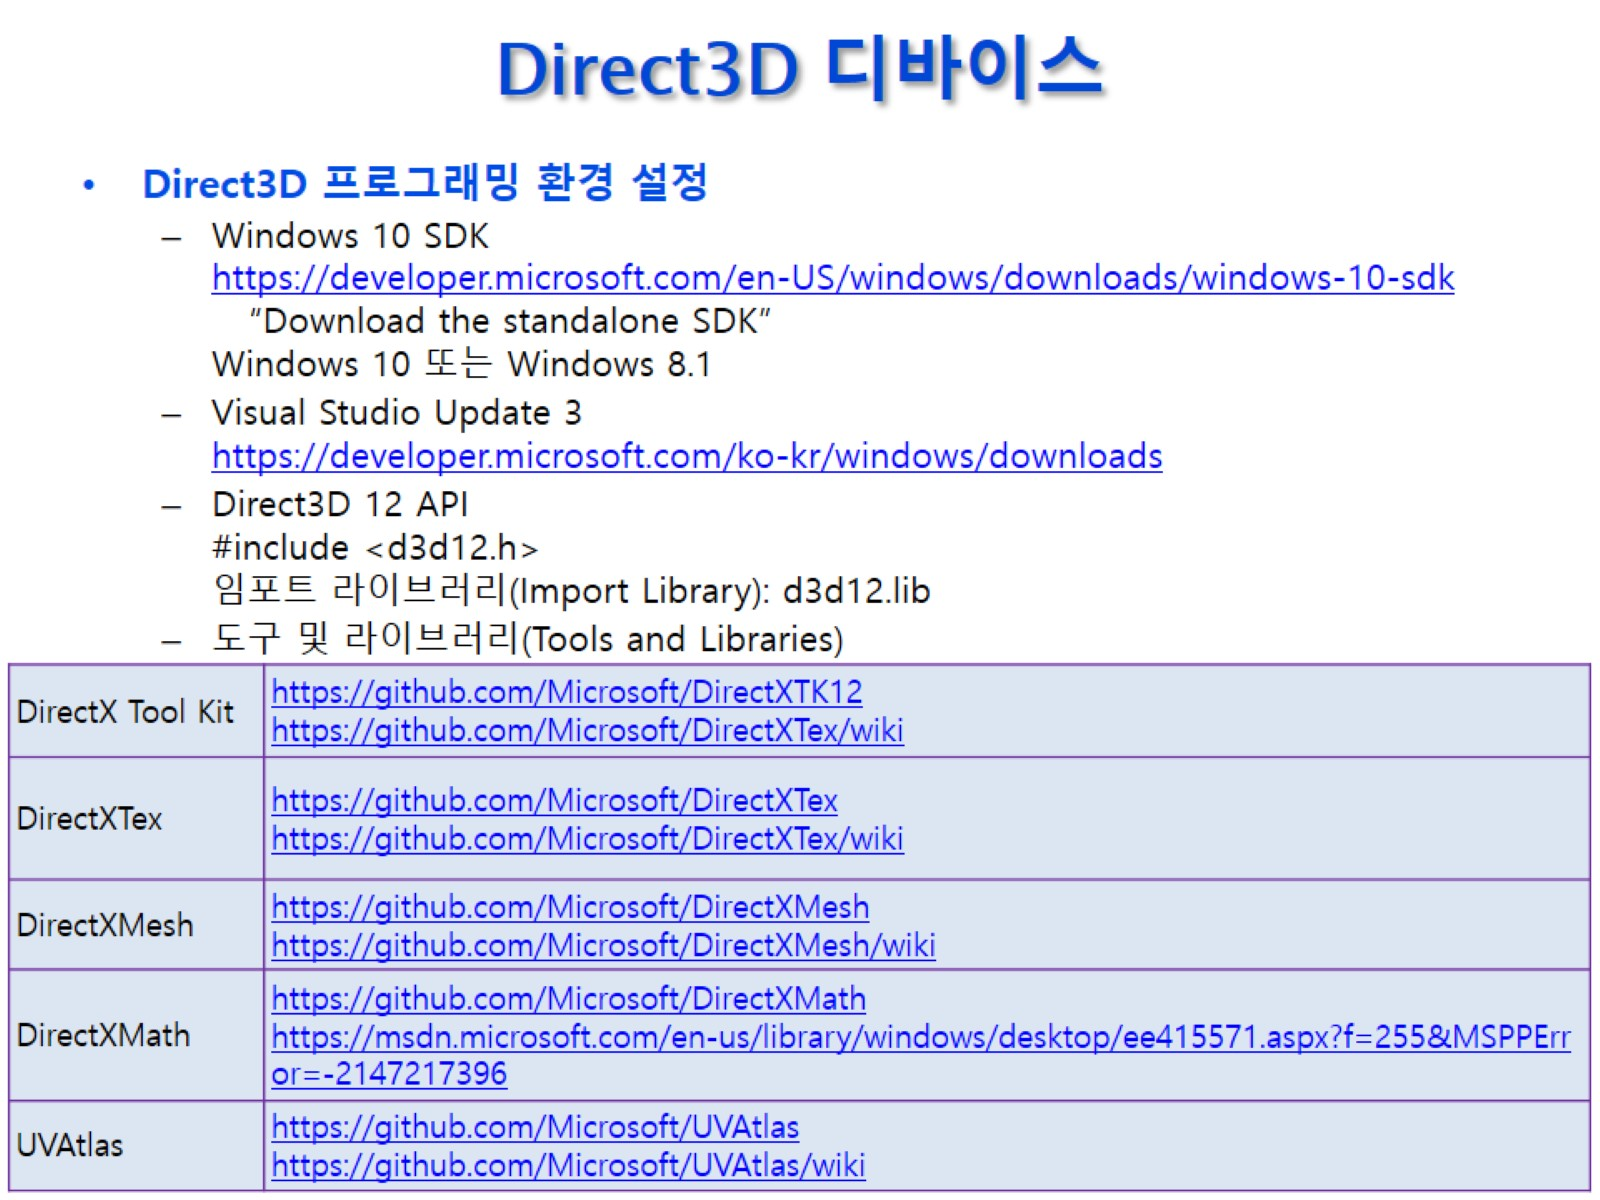 Direct3D 디바이스
• Direct3D 프로그래밍 환경 설정
– Windows 10 SDK
https://developer.microsoft.com/en-US/windows/downloads/windows-10-sdk
“Download the standalone SDK”
Windows 10 또는 Windows 8.1
– Visual Studio Update 3
https://developer.microsoft.com/ko-kr/windows/downloads
– Direct3D 12 API
#include <d3d12.h>
임포트 라이브러리(Import Library): d3d12.lib
– 도구 및 라이브러리(Tools and Libraries)
DirectX Tool Kit
https://github.com/Microsoft/DirectXTK12
https://github.com/Microsoft/DirectXTex/wiki
DirectXTex
https://github.com/Microsoft/DirectXTex
https://github.com/Microsoft/DirectXTex/wiki
DirectXMesh
https://github.com/Microsoft/DirectXMesh
https://github.com/Microsoft/DirectXMesh/wiki
DirectXMath
https://github.com/Microsoft/DirectXMath
https://msdn.microsoft.com/en-us/library/windows/desktop/ee415571.aspx?f=255&MSPPErr
or=-2147217396
UVAtlas
https://github.com/Microsoft/UVAtlas
https://github.com/Microsoft/UVAtlas/wiki